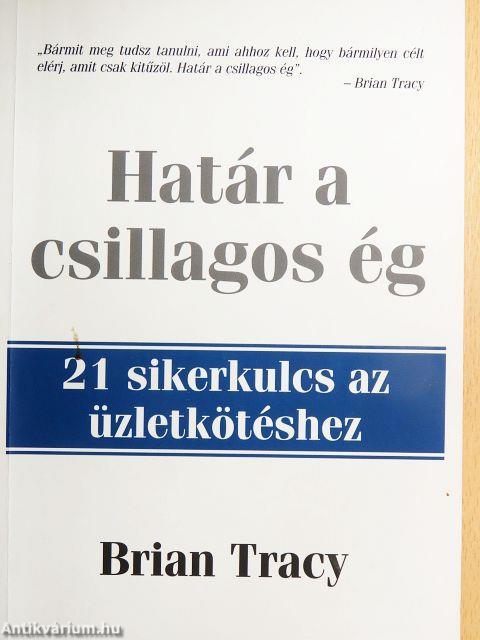 „Bármit meg tudsz tanulni, ami ahhoz kell, hogy bármilyen célt
elérj, amit csak kitűzöl. Határ a csillagos ég”.
– Brian Tracy
Határ a
csillagos ég
21 sikerkulcs az
üzletkötéshez
Brian Tracy
Antikvárium.hu